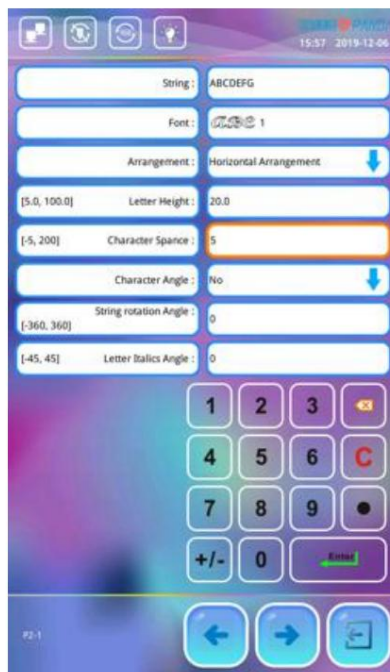 15:57 2019-12-06
String: ABCDEFG
Font: ABC 1
Arrangement: Horizontal Arrangement
[5.0, 100.0] Letter Height: 20.0
[-5, 200] Character Spance: 5
Character Angle: No
String rotation Angle: 0
[-360, 360]
[-45, 45] Letter Italics Angle: 0
1 2 3
4 5 6 C
7 8 9 •
+/- 0 Enter
P2-1